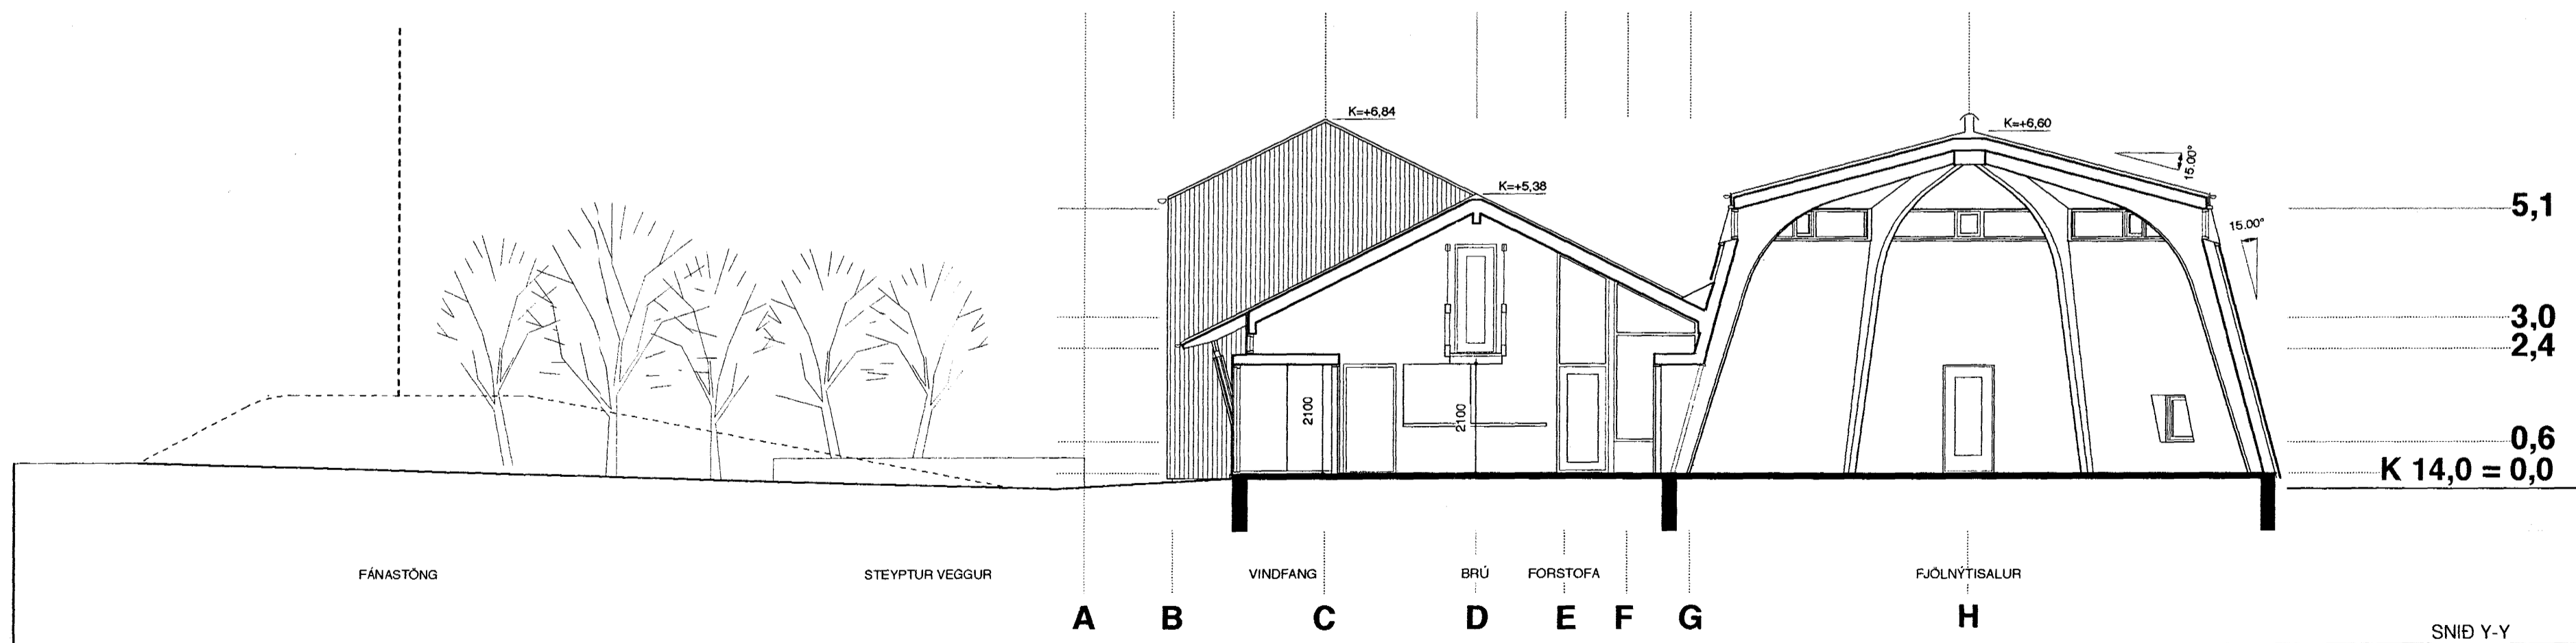 K=+6,84
K=+6,60
15.00°
K=+5,38
5,1
15.00°
3,0
2,4
2100
2100
0,6
K 14,0 = 0,0
FÁNASTÖNG
STEYPTUR VEGGUR
VINDFANG
BRÚ
FORSTOFA
FJÖLNÝTISALUR
A
B
C
D
E
F
G
H
SNIÐ Y-Y